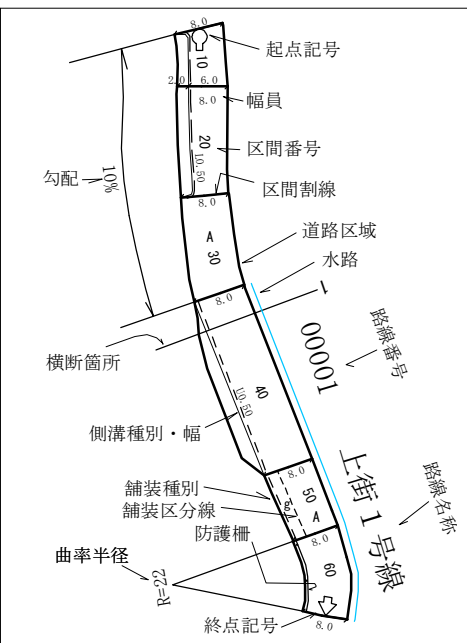 8.0
起点記号
10
2.0 6.0
8.0
幅員
20
区間番号
U0.50
区間割線
勾配
10%
8.0
A
30
道路区域
水路
8.0
1
横断箇所
00001
路線番号
40
U0.50
側溝種別・幅
8.0
上街1号線
路線名称
舗装種別
舗装区分線
50
A
防護柵
8.0
曲率半径
R=22
60
終点記号
8.0